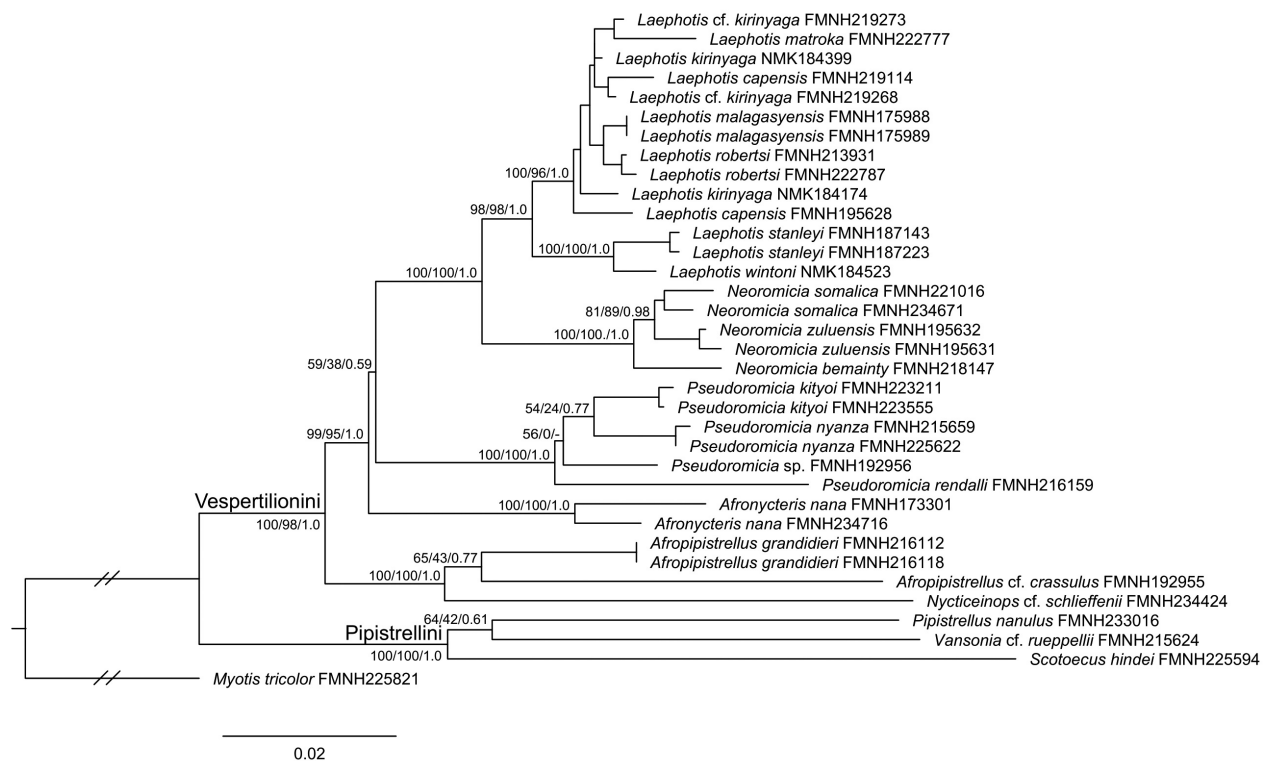 Laephotis cf. kirinyaga FMNH219273
Laephotis matroka FMNH222777
Laephotis kirinyaga NMK184399
Laephotis capensis FMNH219114
Laephotis cf. kirinyaga FMNH219268
Laephotis malagasyensis FMNH175988
Laephotis malagasyensis FMNH175989
Laephotis robertsi FMNH213931
100/96/1.0
Laephotis robertsi FMNH222787
Laephotis kirinyaga NMK184174
98/98/1.0
Laephotis capensis FMNH195628
Laephotis stanleyi FMNH187143
100/100/1.0
Laephotis stanleyi FMNH187223
100/100/1.0
Laephotis wintoni NMK184523
Neoromicia somalica FMNH221016
81/89/0.98
Neoromicia somalica FMNH234671
Neoromicia zuluensis FMNH195632
100/100./1.0
Neoromicia zuluensis FMNH195631
59/38/0.59
Neoromicia bemainty FMNH218147
Pseudoromicia kityoi FMNH223211
54/24/0.77
Pseudoromicia kityoi FMNH223555
Pseudoromicia nyanza FMNH215659
99/95/1.0
56/0/-
Pseudoromicia nyanza FMNH225622
100/100/1.0
Pseudoromicia sp. FMNH192956
Pseudoromicia rendalli FMNH216159
Vespertilionini
100/100/1.0
Afronycteris nana FMNH173301
100/98/1.0
Afronycteris nana FMNH234716
Afropipistrellus grandidieri FMNH216112
65/43/0.77
Afropipistrellus grandidieri FMNH216118
100/100/1.0
Afropipistrellus cf. crassulus FMNH192955
Nycticeinops cf. schlieffenii FMNH234424
64/42/0.61
Pipistrellus nanulus FMNH233016
Pipistrellini
Vansonia cf. rueppellii FMNH215624
100/100/1.0
Scotoecus hindei FMNH225594
Myotis tricolor FMNH225821
0.02